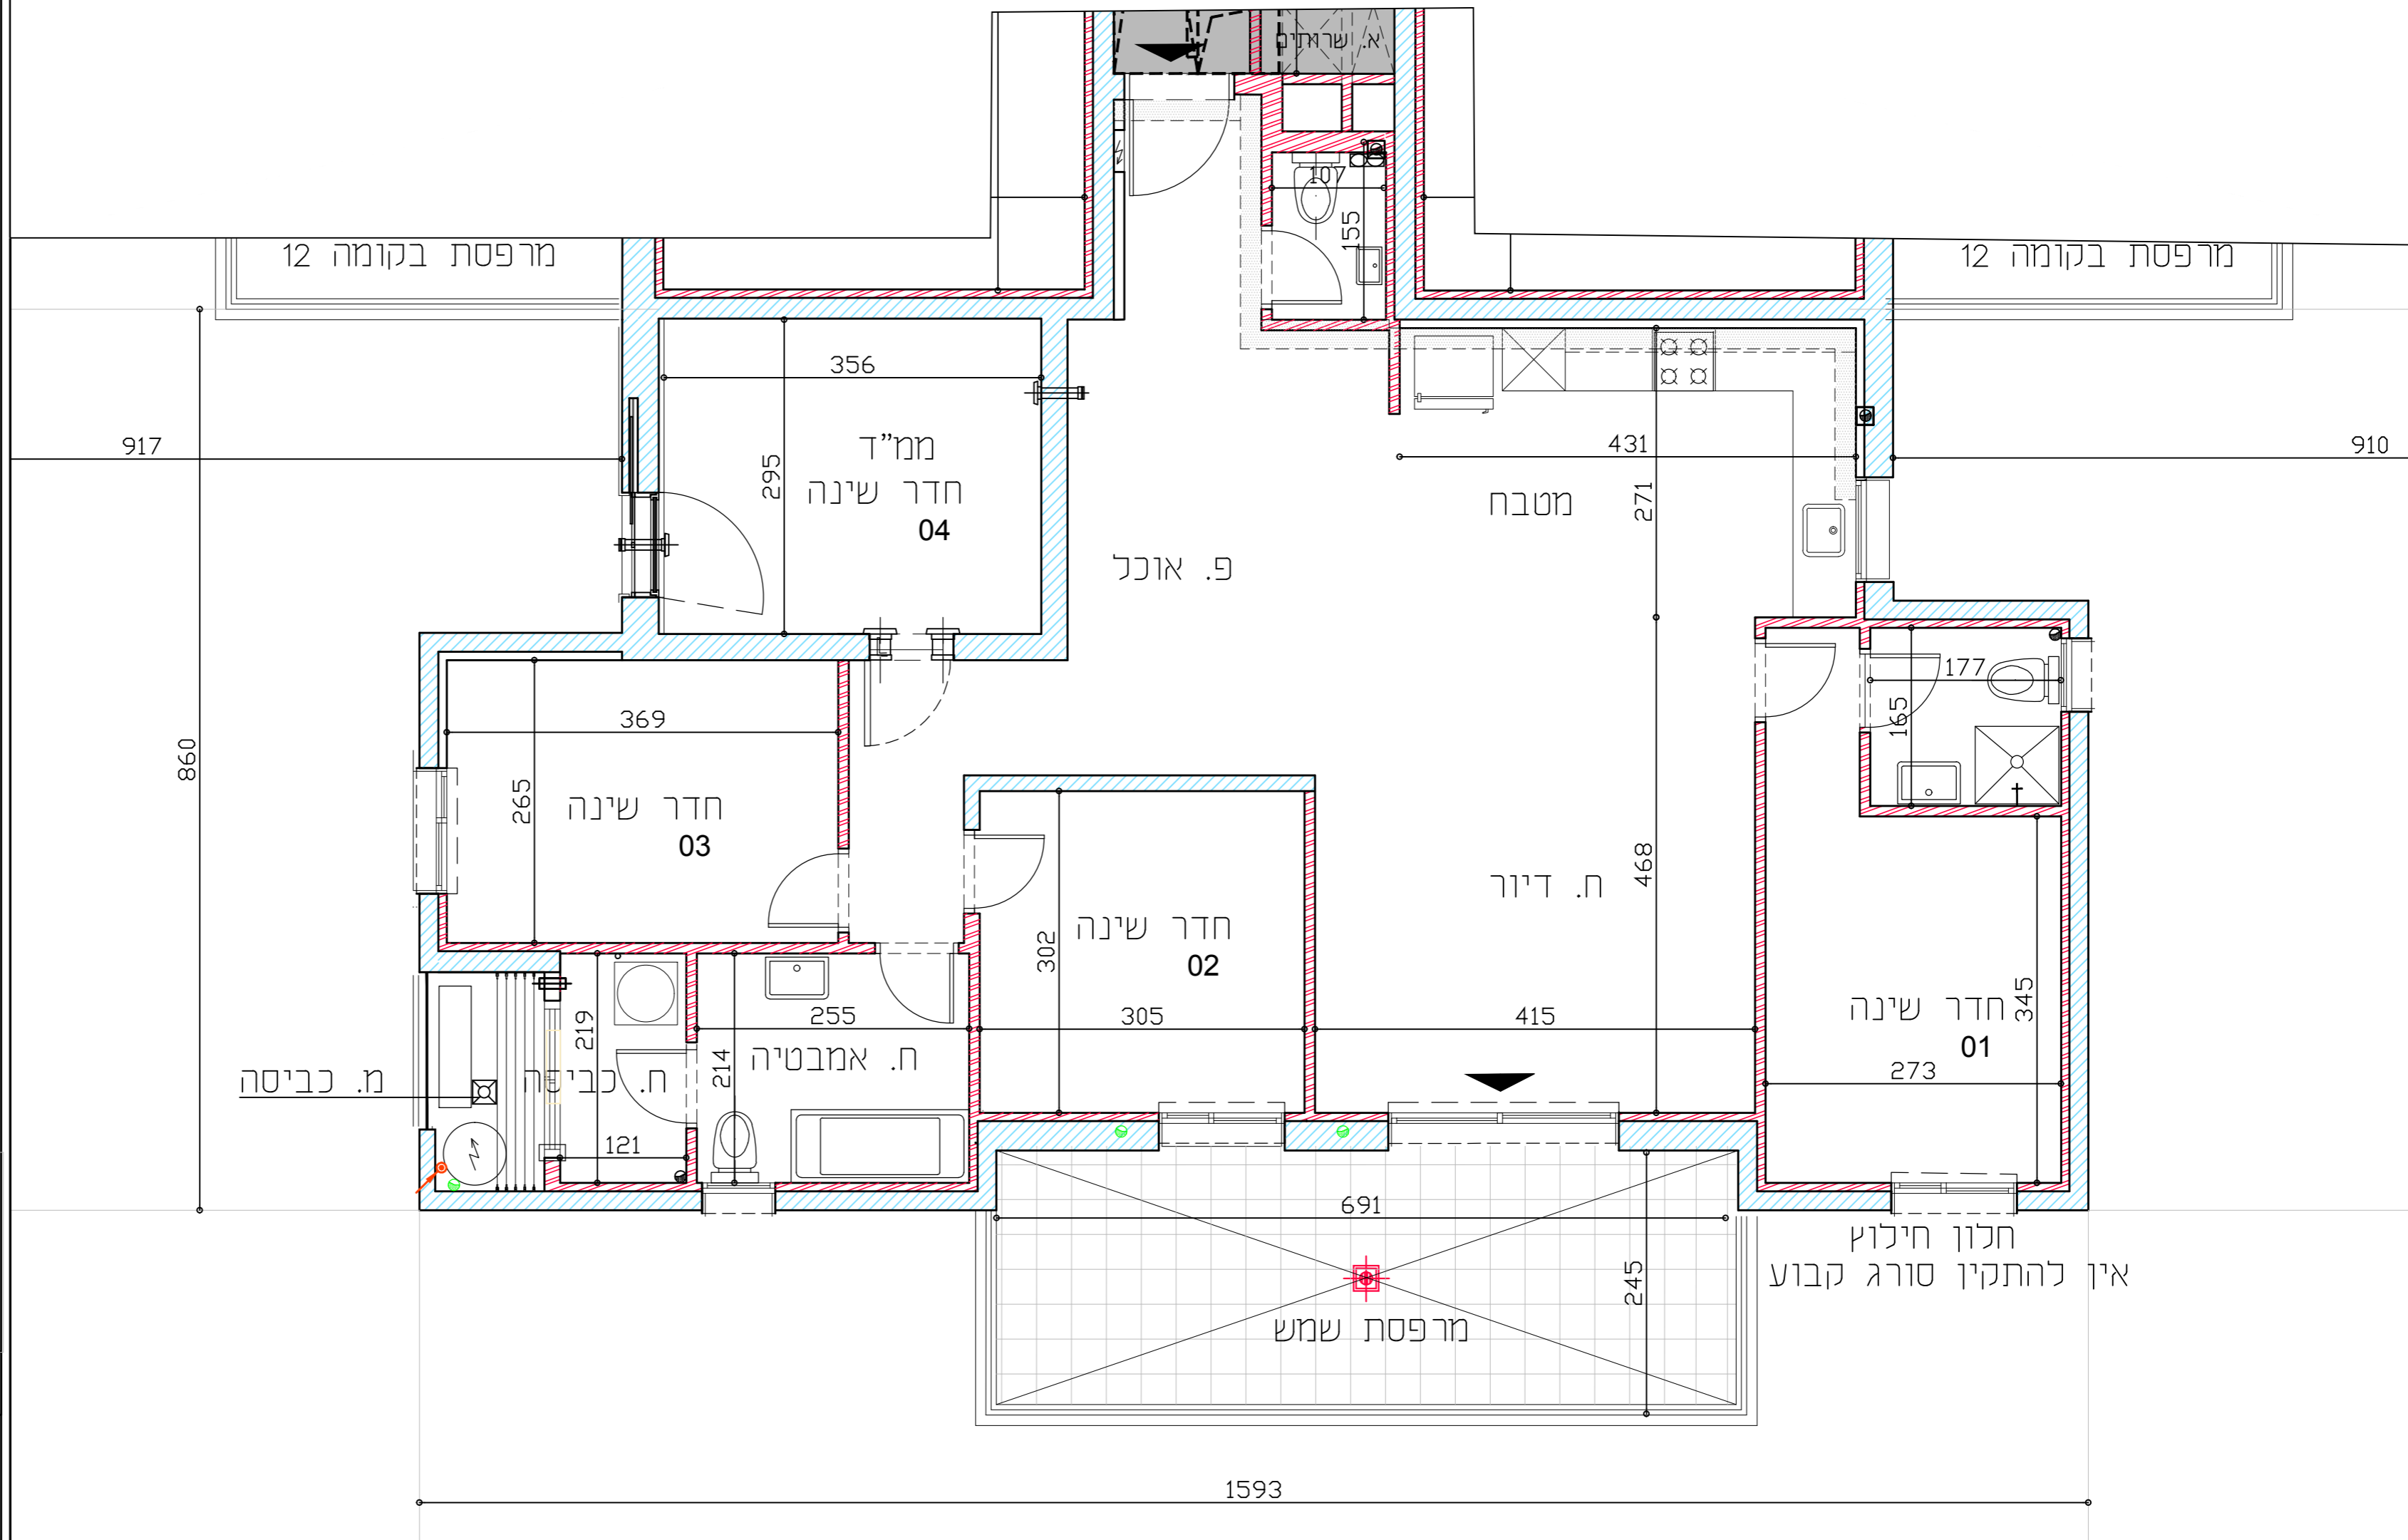 א. שרותים
107
155
מרפסת בקומה 12
מרפסת בקומה 12
356
917
ממ"ד
295
חדר שינה
04
431
910
271
מטבח
פ. אוכל
177
165
369
860
265
חדר שינה
03
468
ח. דיור
302
חדר שינה
02
345
חדר שינה
01
219
255
305
415
214
ח. אמבטיה
273
מ. כביסה
ח. כביסה
121
691
חלון חילוץ
אין להתקין סורג קבוע
245
מרפסת שמש
1593